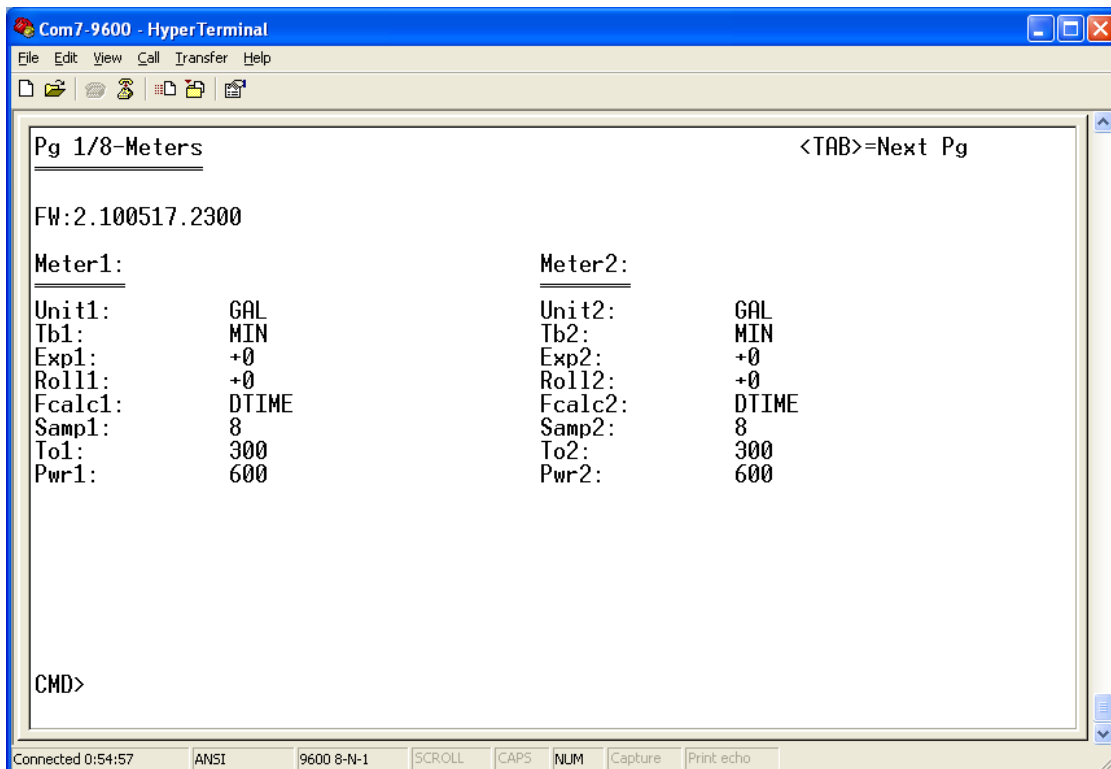 Com7-9600 - HyperTerminal
File Edit View Call Transfer Help
Pg 1/8-Meters <TAB>=Next Pg
FW:2.100517.2300
Meter1: Meter2:
Unit1: GAL Unit2: GAL
Tb1: MIN Tb2: MIN
Exp1: +0 Exp2: +0
Roll1: +0 Roll2: +0
Fcalc1: DTIME Fcalc2: DTIME
Samp1: 8 Samp2: 8
To1: 300 To2: 300
Pwr1: 600 Pwr2: 600
CMD>
Connected 0:54:57 ANSI 9600 8-N-1 SCROLL CAPS NUM Capture Print echo